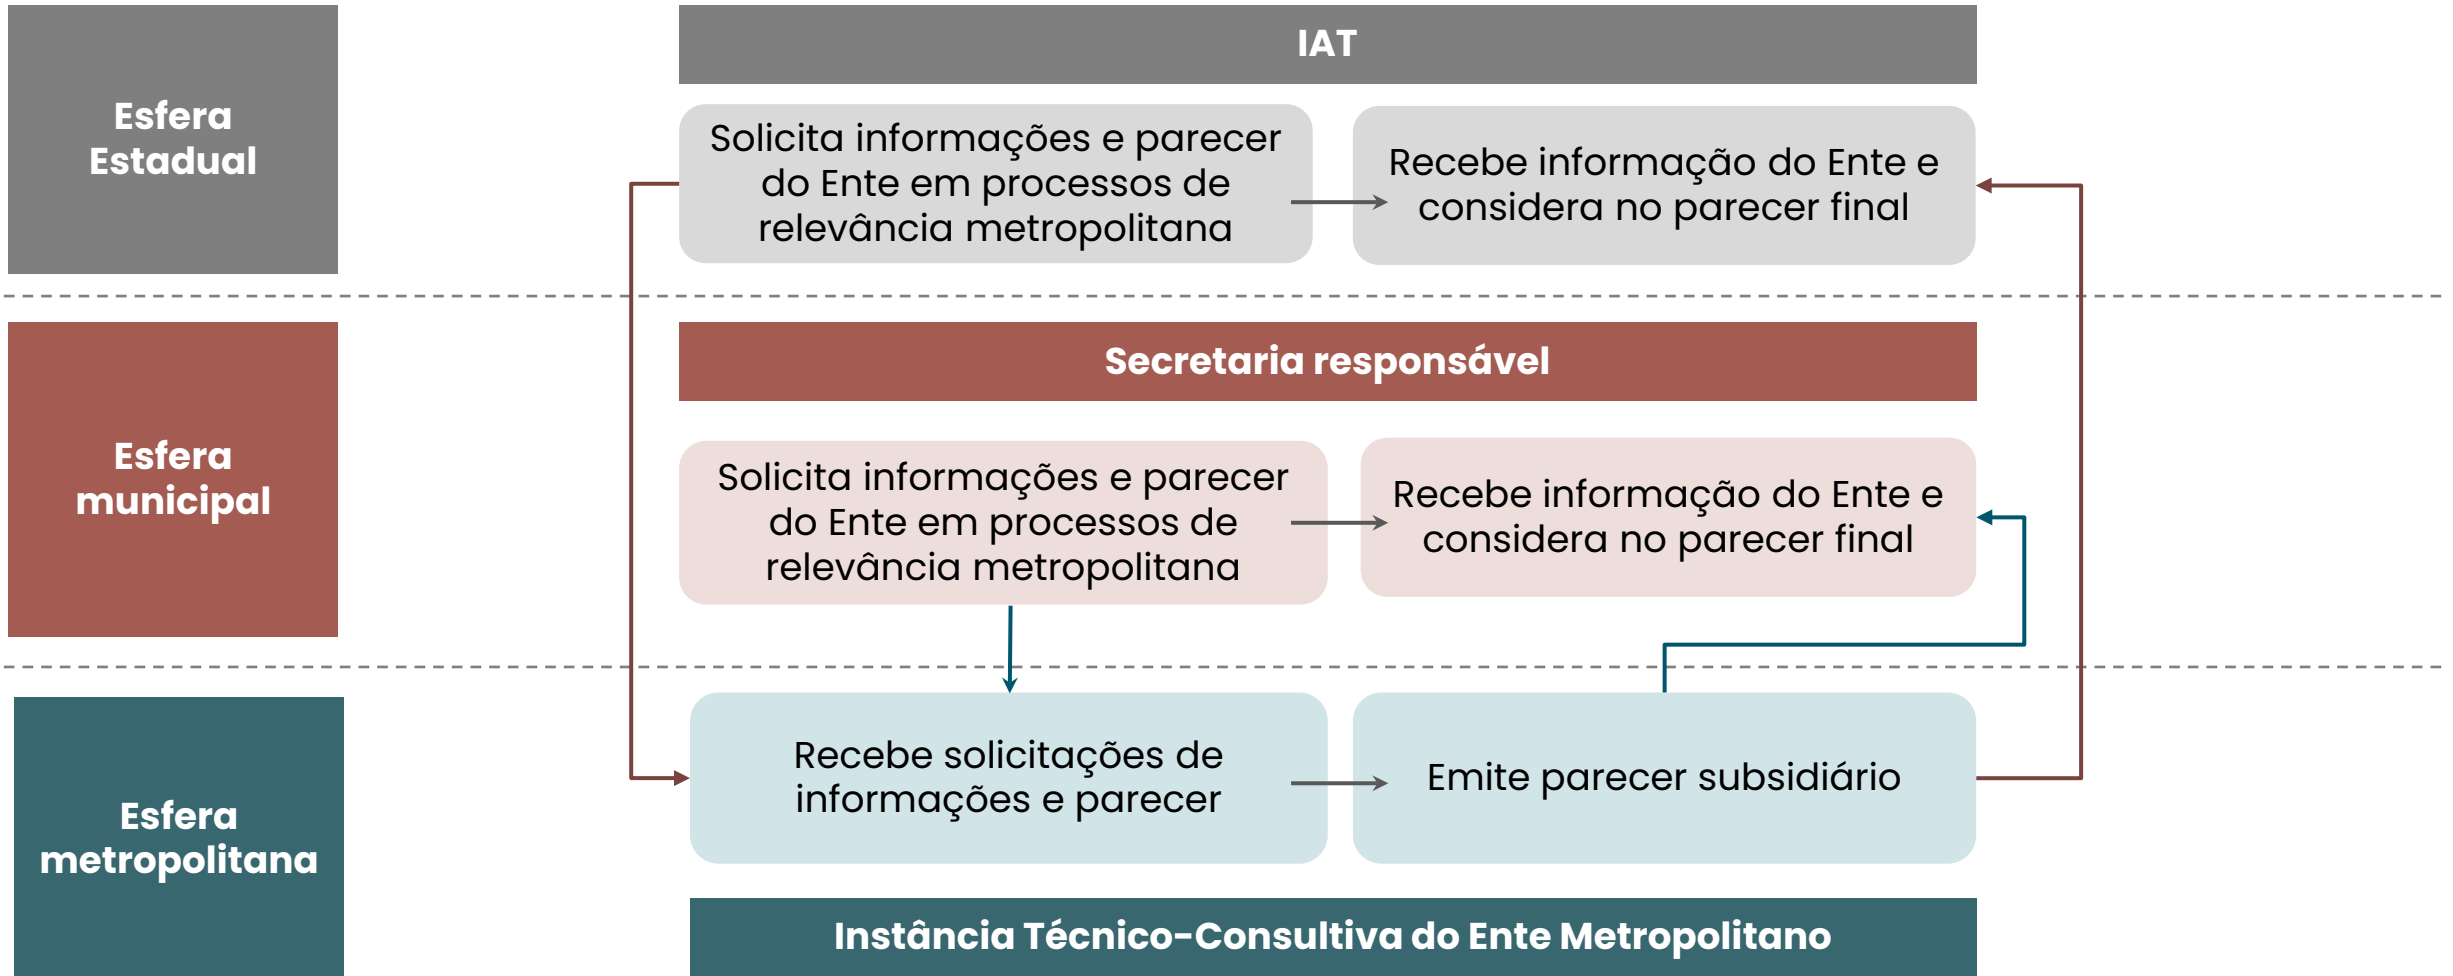 Esfera
Estadual
IAT
Solicita informações e parecer
do Ente em processos de
relevância metropolitana
Recebe informação do Ente e
considera no parecer final
Esfera
municipal
Secretaria responsável
Solicita informações e parecer
do Ente em processos de
relevância metropolitana
Recebe informação do Ente e
considera no parecer final
Esfera
metropolitana
Recebe solicitações de
informações e parecer
Emite parecer subsidiário
Instância Técnico-Consultiva do Ente Metropolitano